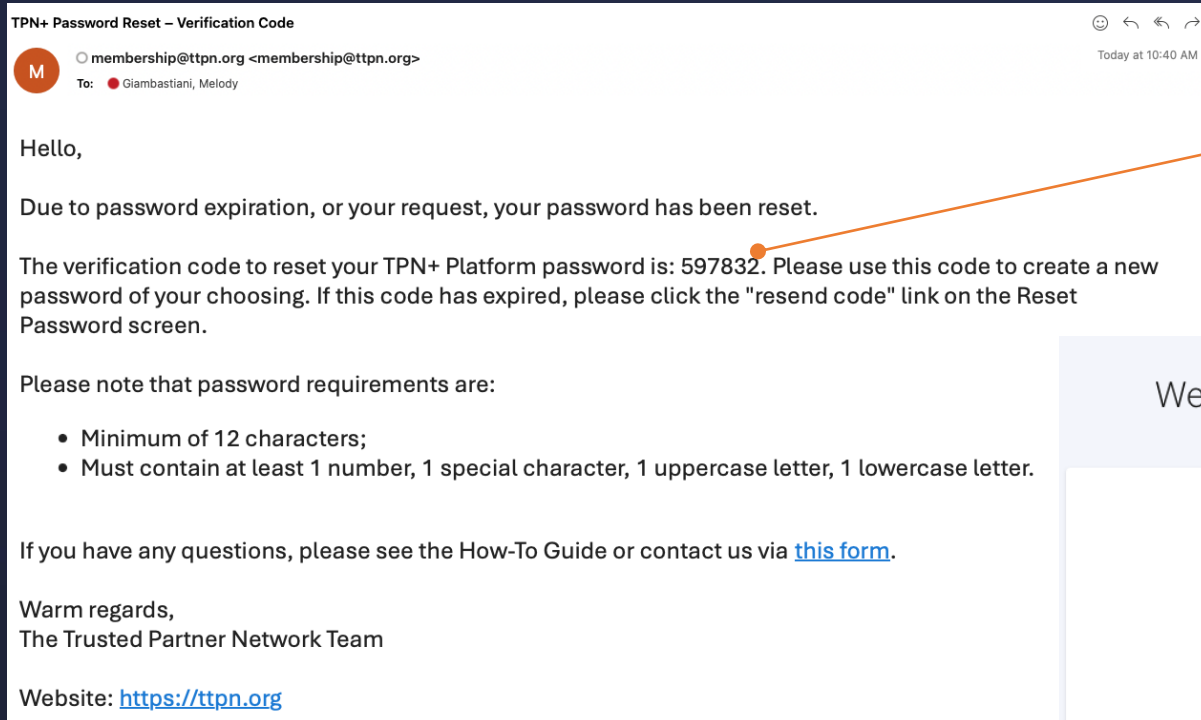 TPN+ Password Reset – Verification Code
M
membership@ttpn.org <membership@ttpn.org>
Today at 10:40 AM
To: Giambastiani, Melody
Hello,
Due to password expiration, or your request, your password has been reset.
The verification code to reset your TPN+ Platform password is: 597832. Please use this code to create a new
password of your choosing. If this code has expired, please click the "resend code" link on the Reset
Password screen.
Please note that password requirements are:
We
• Minimum of 12 characters;
• Must contain at least 1 number, 1 special character, 1 uppercase letter, 1 lowercase letter.
If you have any questions, please see the How-To Guide or contact us via this form.
Warm regards,
The Trusted Partner Network Team
Website: https://ttpn.org